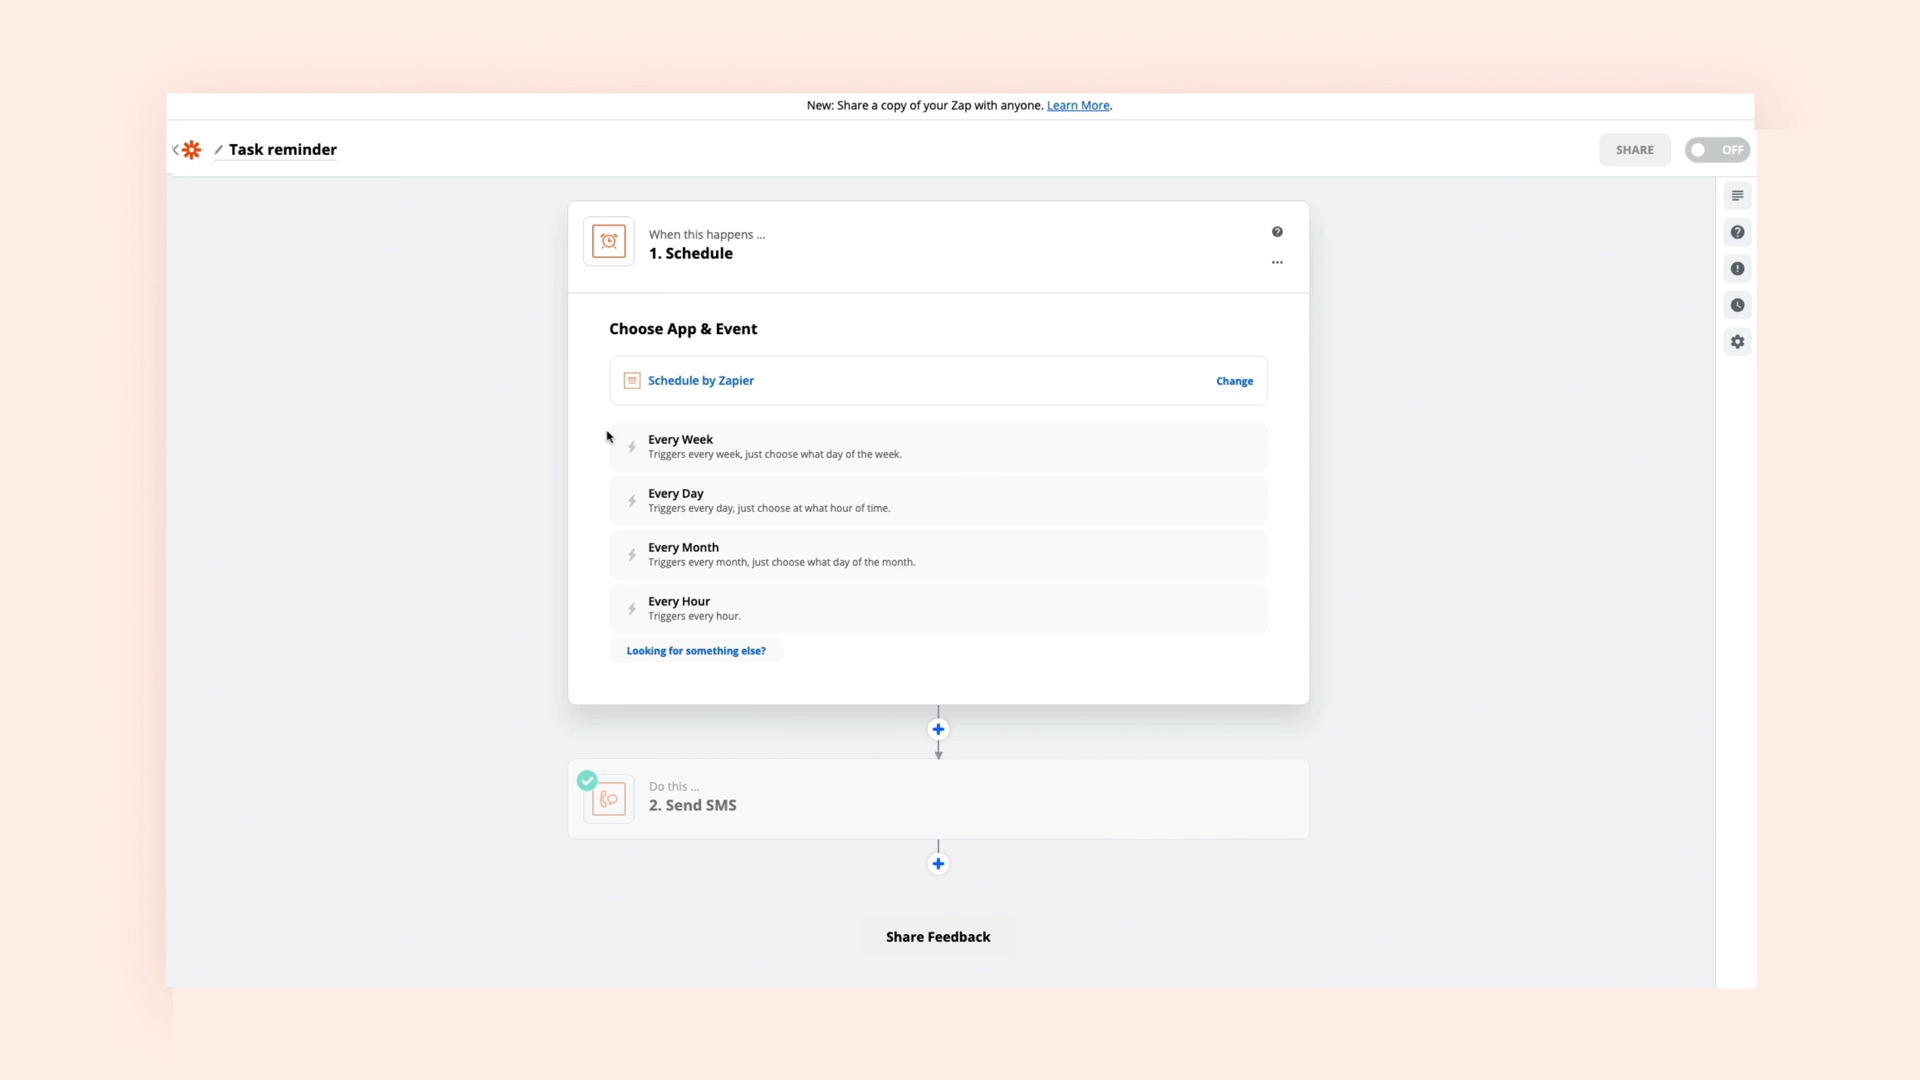 New: Share a copy of your Zap with anyone. Learn More.
Task reminder
SHARE
OFF
When this happens ...
1. Schedule
Choose App & Event
Schedule by Zapier
Change
Every Week
Triggers every week, just choose what day of the week.
Every Day
Triggers every day, just choose at what hour of time.
Every Month
Triggers every month, just choose what day of the month.
Every Hour
Triggers every hour.
Looking for something else?
Do this ...
2. Send SMS
Share Feedback